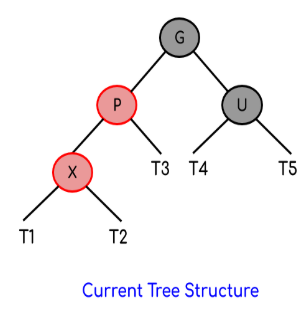 G
P U
X T3 T4 T5
T1 T2
Current Tree Structure